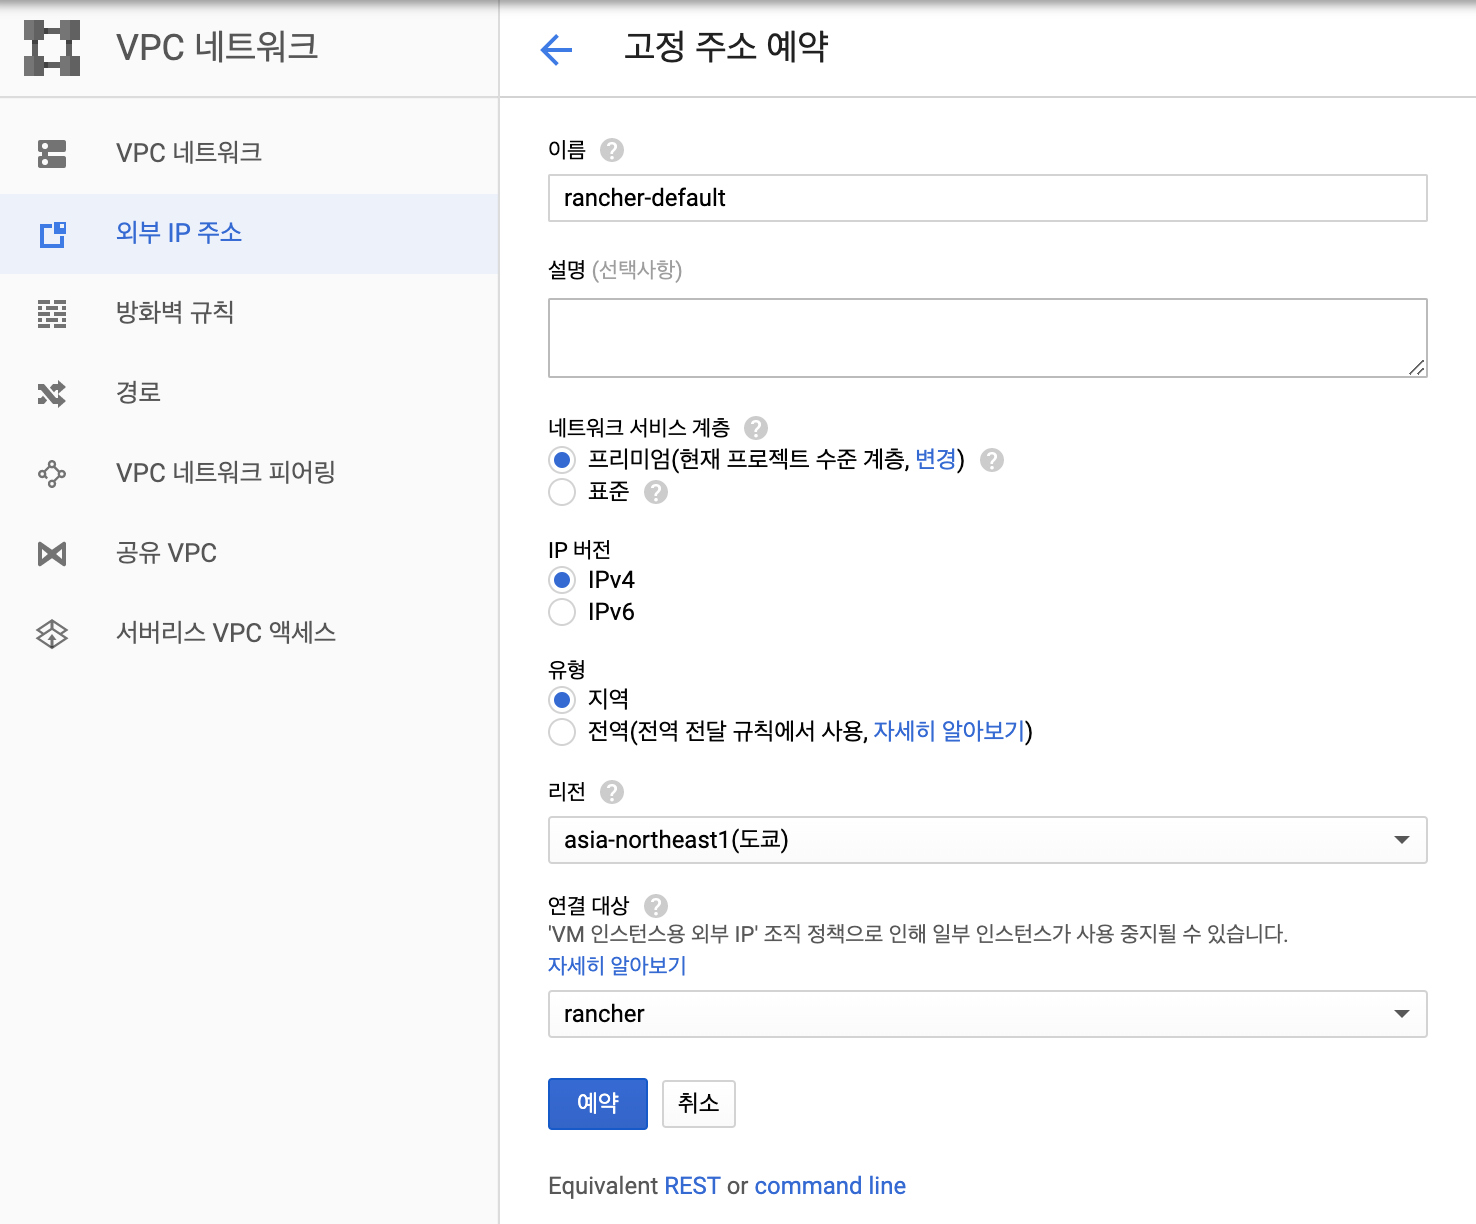 VPC 네트워크
VPC 네트워크
외부 IP 주소
방화벽 규칙
경로
VPC 네트워크 피어링
공유 VPC
서버리스 VPC 액세스
고정 주소 예약
이름 ?
rancher-default
설명 (선택사항)
네트워크 서비스 계층 ?
프리미엄(현재 프로젝트 수준 계층, 변경) ?
표준 ?
IP 버전
IPv4
IPv6
유형
지역
전역(전역 전달 규칙에서 사용, 자세히 알아보기)
리전 ?
asia-northeast1(도쿄)
연결 대상 ?
'VM 인스턴스용 외부 IP' 조직 정책으로 인해 일부 인스턴스가 사용 중지될 수 있습니다.
자세히 알아보기
rancher
예약 취소
Equivalent REST or command line